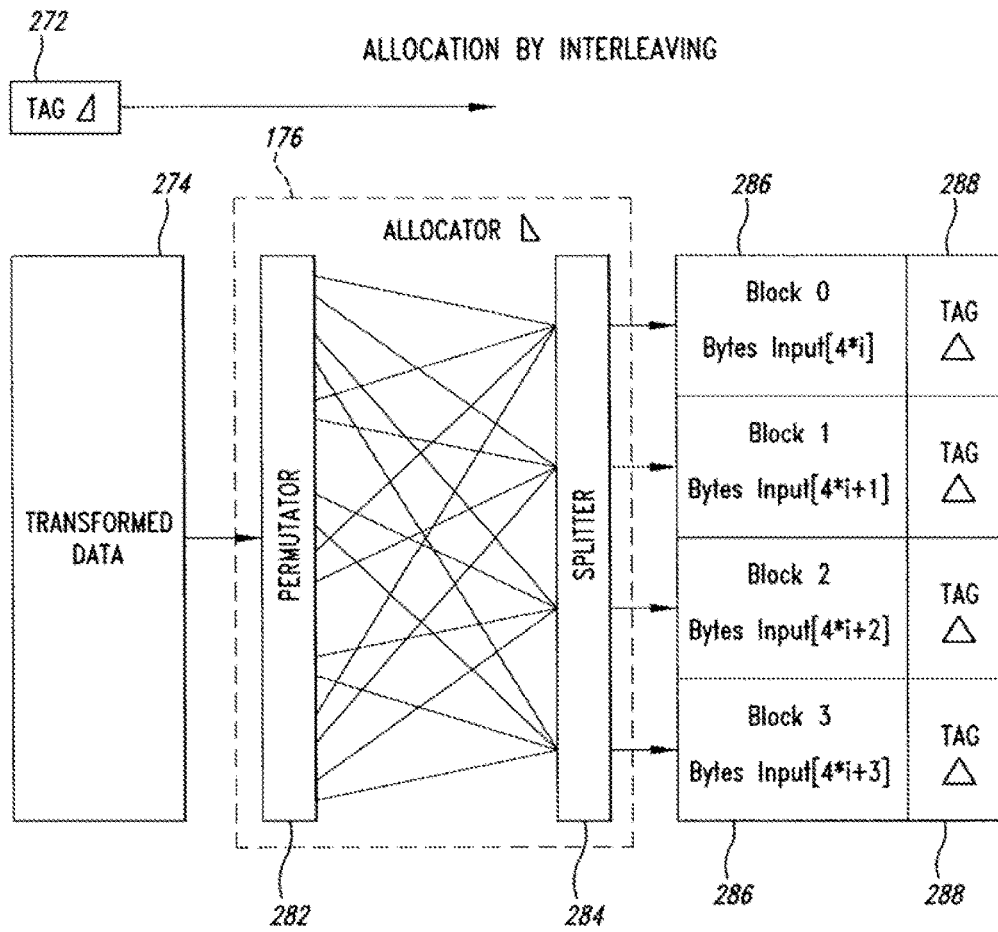 272
ALLOCATION BY INTERLEAVING
TAG
176
274
286
288
ALLOCATOR
TRANSFORMED
DATA
PERMUTATOR
SPLITTER
Block 0
Bytes Input[4*i]
TAG
Block 1
Bytes Input[4*i+1]
TAG
Block 2
Bytes Input[4*i+2]
TAG
Block 3
Bytes Input[4*i+3]
TAG
282
284
286
288